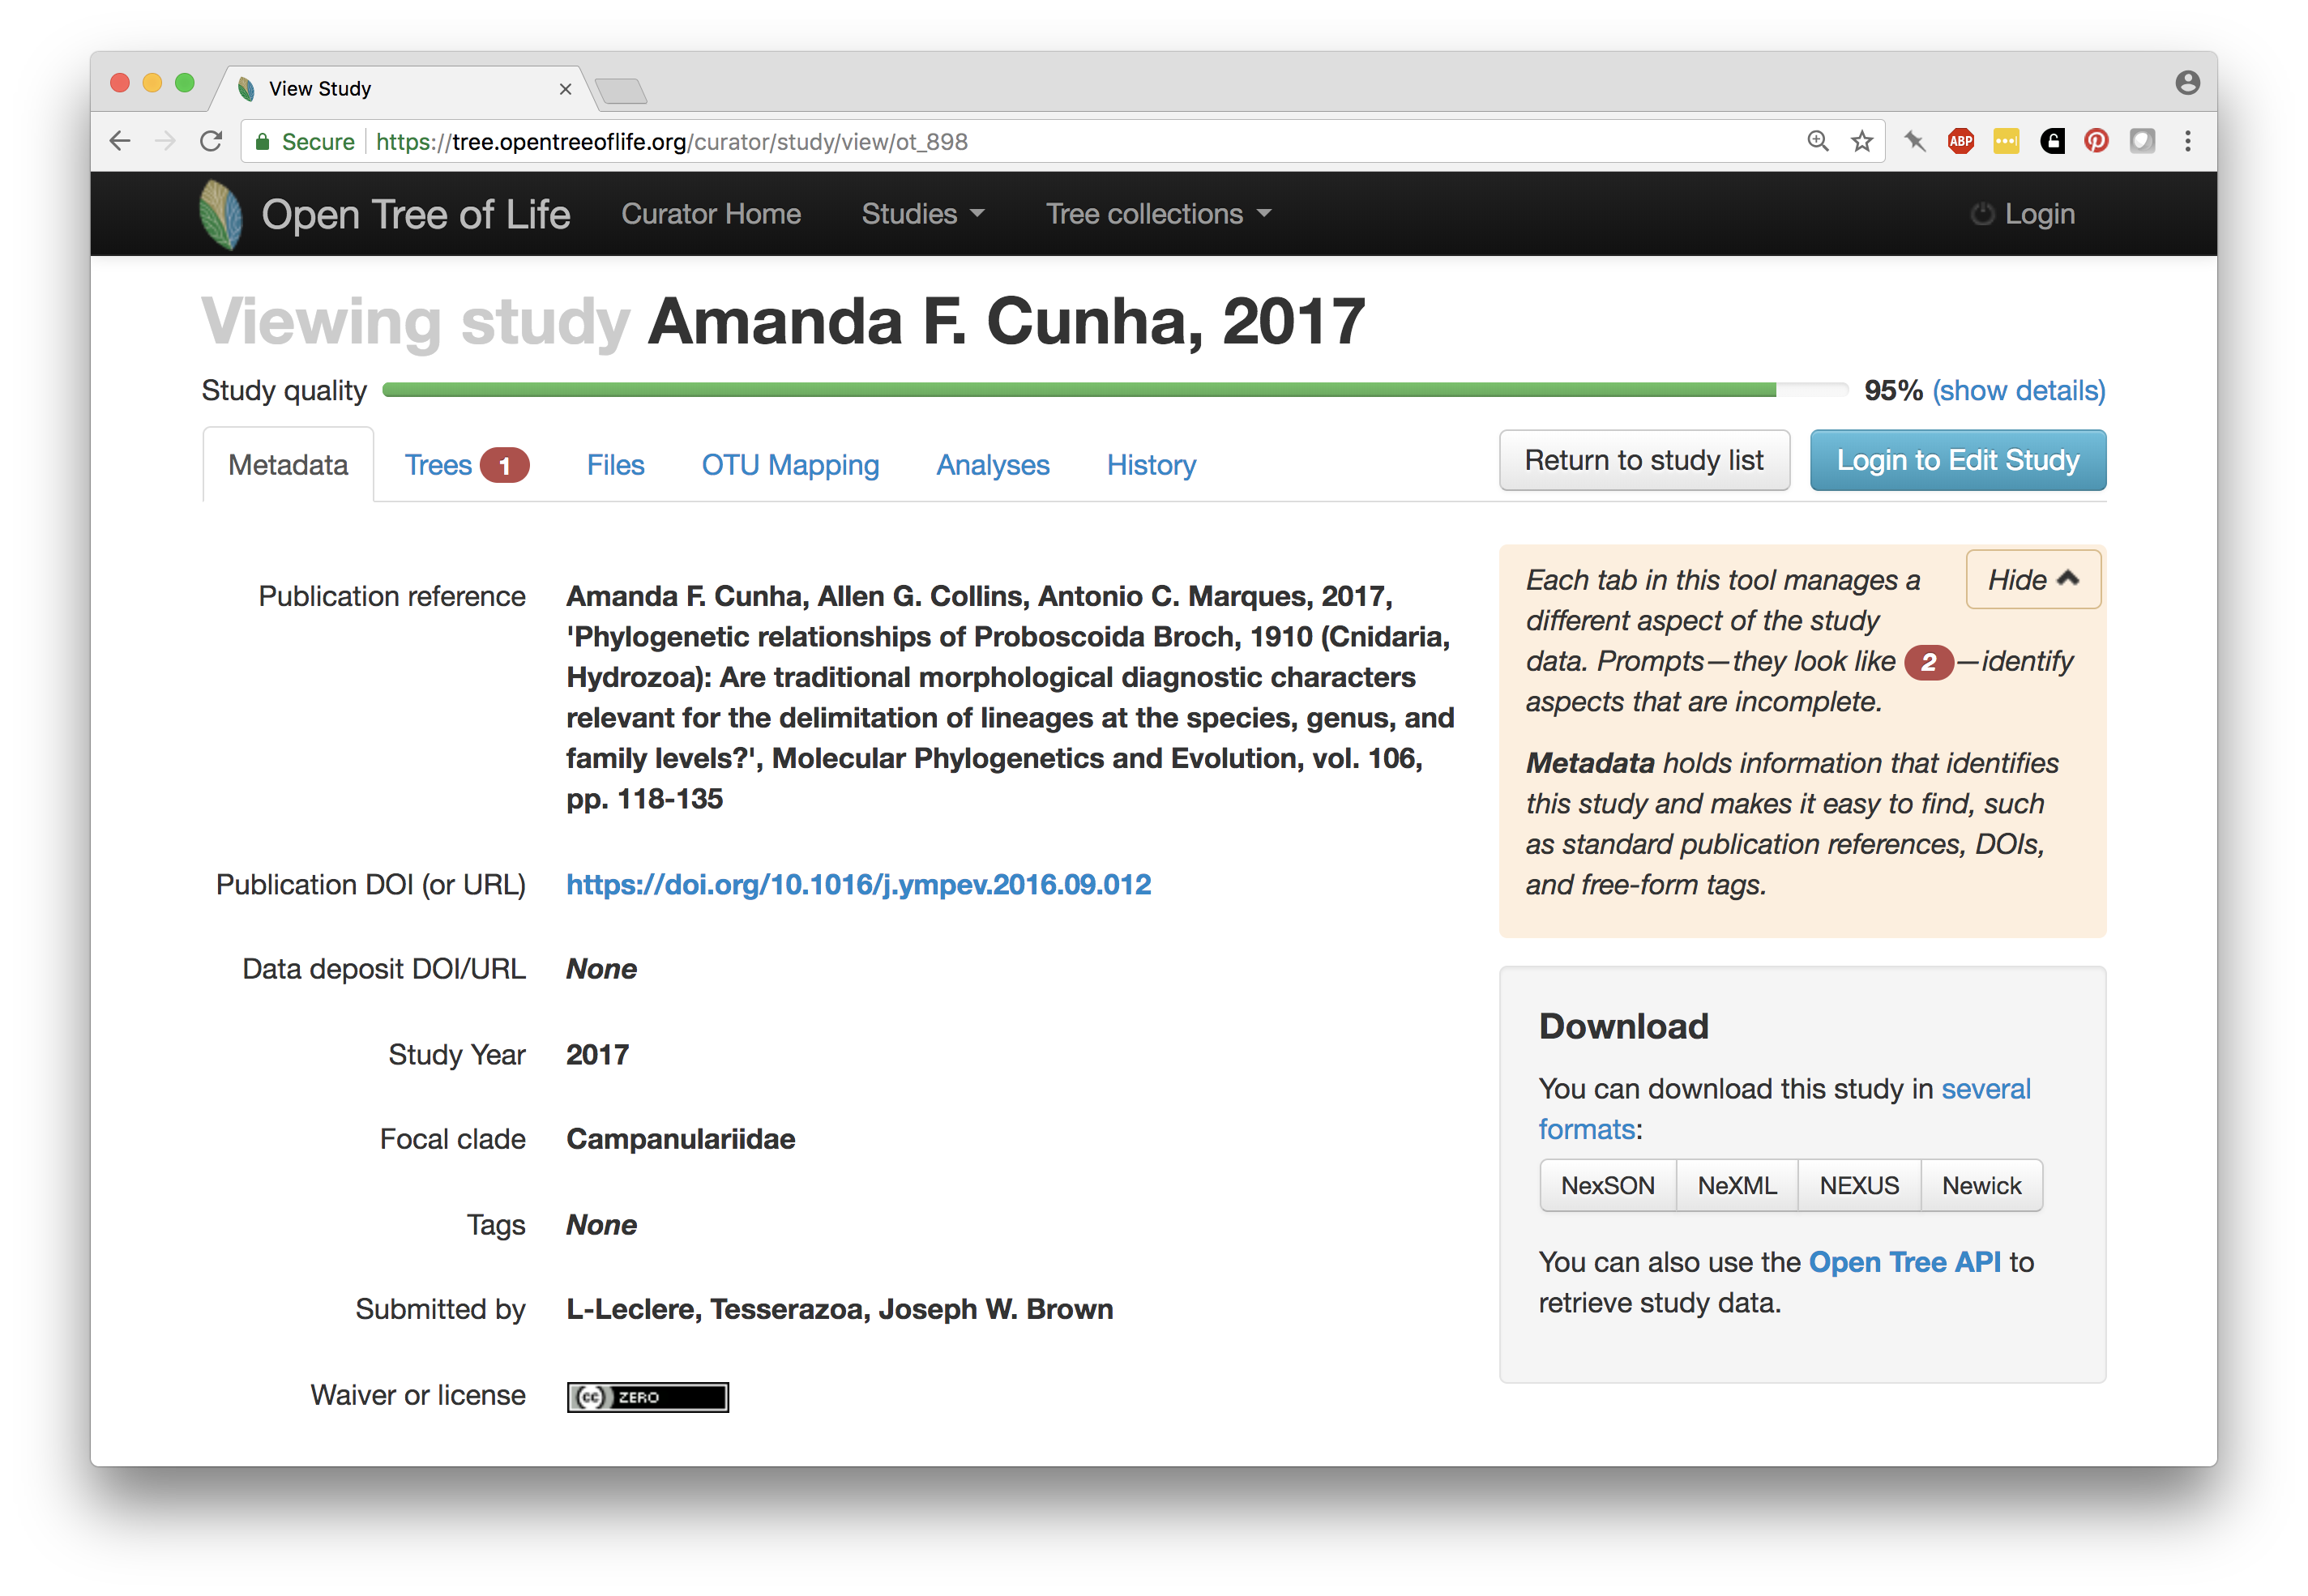 View Study
Secure https://tree.opentreeoflife.org/curator/study/view/ot_898
ABP
Open Tree of Life Curator Home Studies Tree collections Login
Viewing study Amanda F. Cunha, 2017
Study quality 95% (show details)
Metadata Trees 1 Files OTU Mapping Analyses History Return to study list Login to Edit Study
Publication reference
Amanda F. Cunha, Allen G. Collins, Antonio C. Marques, 2017,
'Phylogenetic relationships of Proboscoida Broch, 1910 (Cnidaria,
Hydrozoa): Are traditional morphological diagnostic characters
relevant for the delimitation of lineages at the species, genus, and
family levels?', Molecular Phylogenetics and Evolution, vol. 106,
pp. 118-135
Publication DOI (or URL) https://doi.org/10.1016/j.ympev.2016.09.012
Data deposit DOI/URL None
Study Year 2017
Focal clade Campanulariidae
Tags None
Submitted by L-Leclere, Tesserazoa, Joseph W. Brown
Waiver or license cc ZERO
Hide
Each tab in this tool manages a
different aspect of the study
data. Prompts—they look like 2—identify
aspects that are incomplete.
Metadata holds information that identifies
this study and makes it easy to find, such
as standard publication references, DOIs,
and free-form tags.
Download
You can download this study in several
formats:
NexSON NeXML NEXUS Newick
You can also use the Open Tree API to
retrieve study data.